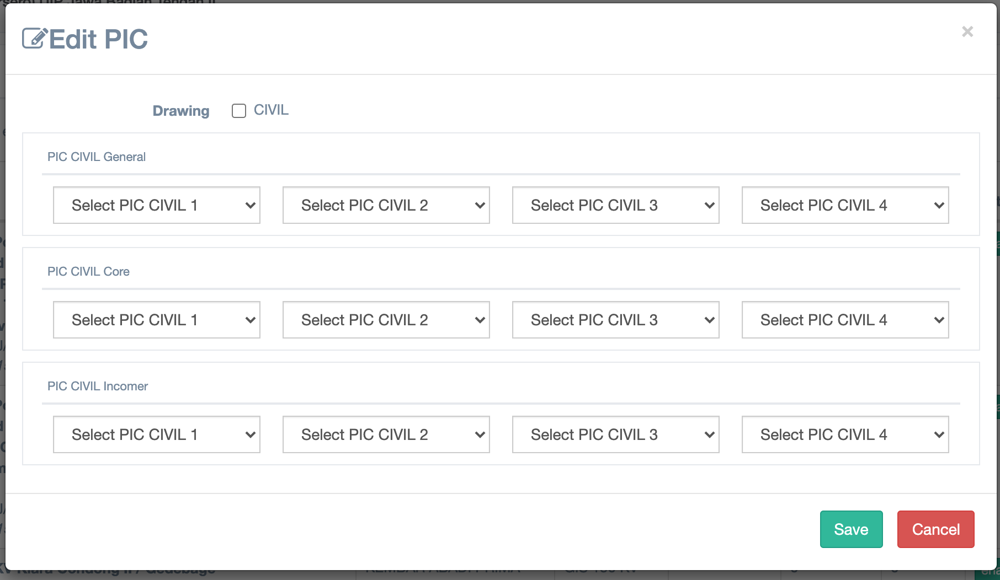 Edit PIC
×
Drawing CIVIL
PIC CIVIL General
Select PIC CIVIL 1 Select PIC CIVIL 2 Select PIC CIVIL 3 Select PIC CIVIL 4
PIC CIVIL Core
Select PIC CIVIL 1 Select PIC CIVIL 2 Select PIC CIVIL 3 Select PIC CIVIL 4
PIC CIVIL Incomer
Select PIC CIVIL 1 Select PIC CIVIL 2 Select PIC CIVIL 3 Select PIC CIVIL 4
Save Cancel